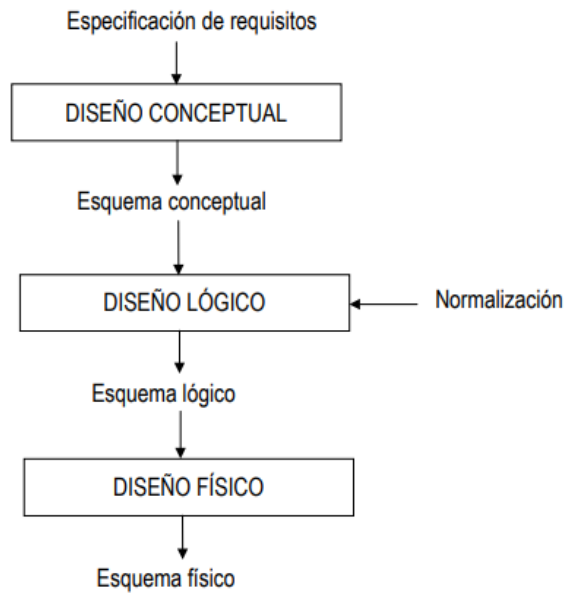 Especificación de requisitos
DISEÑO CONCEPTUAL
Esquema conceptual
DISEÑO LÓGICO
Normalización
Esquema lógico
DISEÑO FÍSICO
Esquema físico